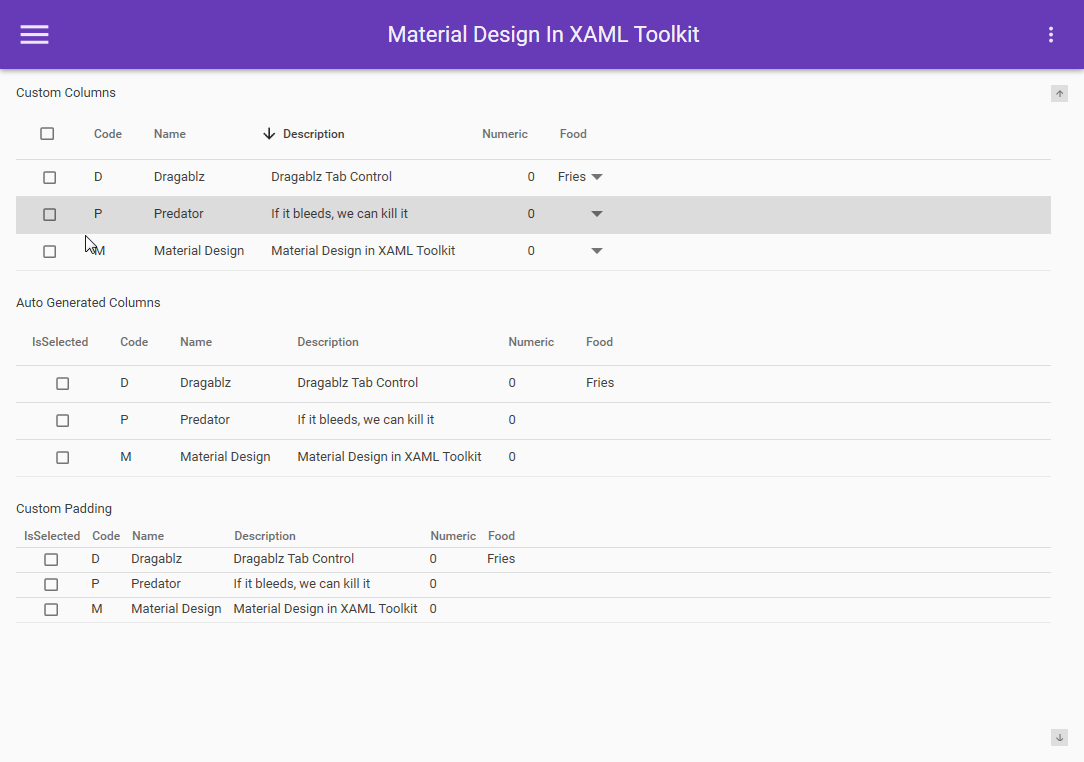 Material Design In XAML Toolkit
Custom Columns
Code Name Description Numeric Food
D Dragablz Dragablz Tab Control 0 Fries
P Predator If it bleeds, we can kill it 0
M Material Design Material Design in XAML Toolkit 0
Auto Generated Columns
IsSelected Code Name Description Numeric Food
D Dragablz Dragablz Tab Control 0 Fries
P Predator If it bleeds, we can kill it 0
M Material Design Material Design in XAML Toolkit 0
Custom Padding
IsSelected Code Name Description Numeric Food
D Dragablz Dragablz Tab Control 0 Fries
P Predator If it bleeds, we can kill it 0
M Material Design Material Design in XAML Toolkit 0